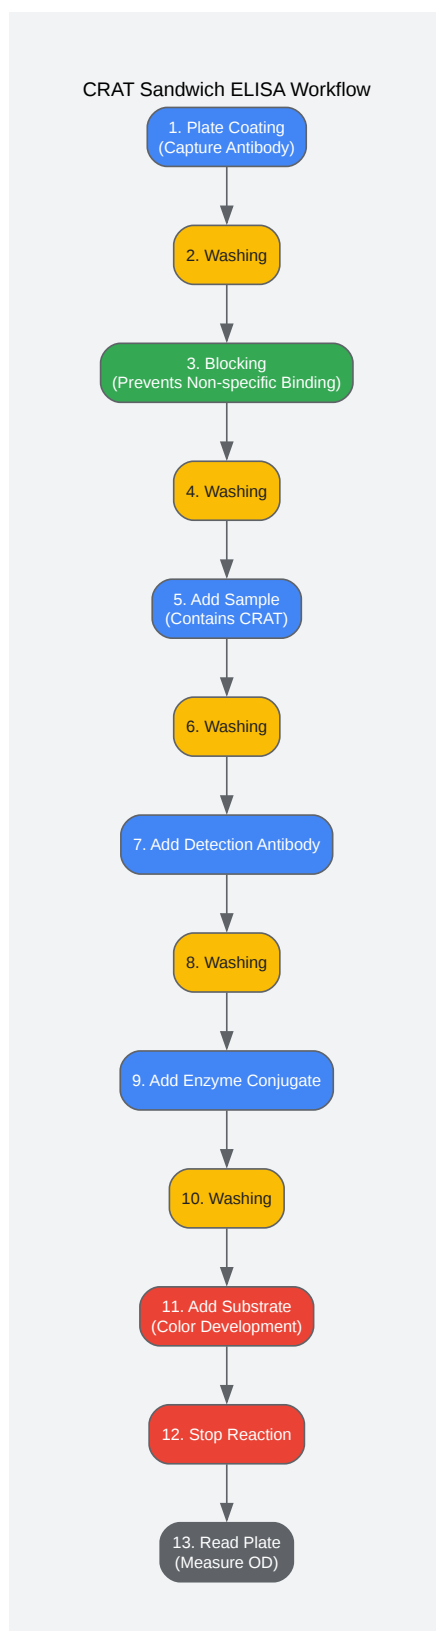 CRAT Sandwich ELISA Workflow
1. Plate Coating
(Capture Antibody)
2. Washing
3. Blocking
(Prevents Non-specific Binding)
4. Washing
5. Add Sample
(Contains CRAT)
6. Washing
7. Add Detection Antibody
8. Washing
9. Add Enzyme Conjugate
10. Washing
11. Add Substrate
(Color Development)
12. Stop Reaction
13. Read Plate
(Measure OD)